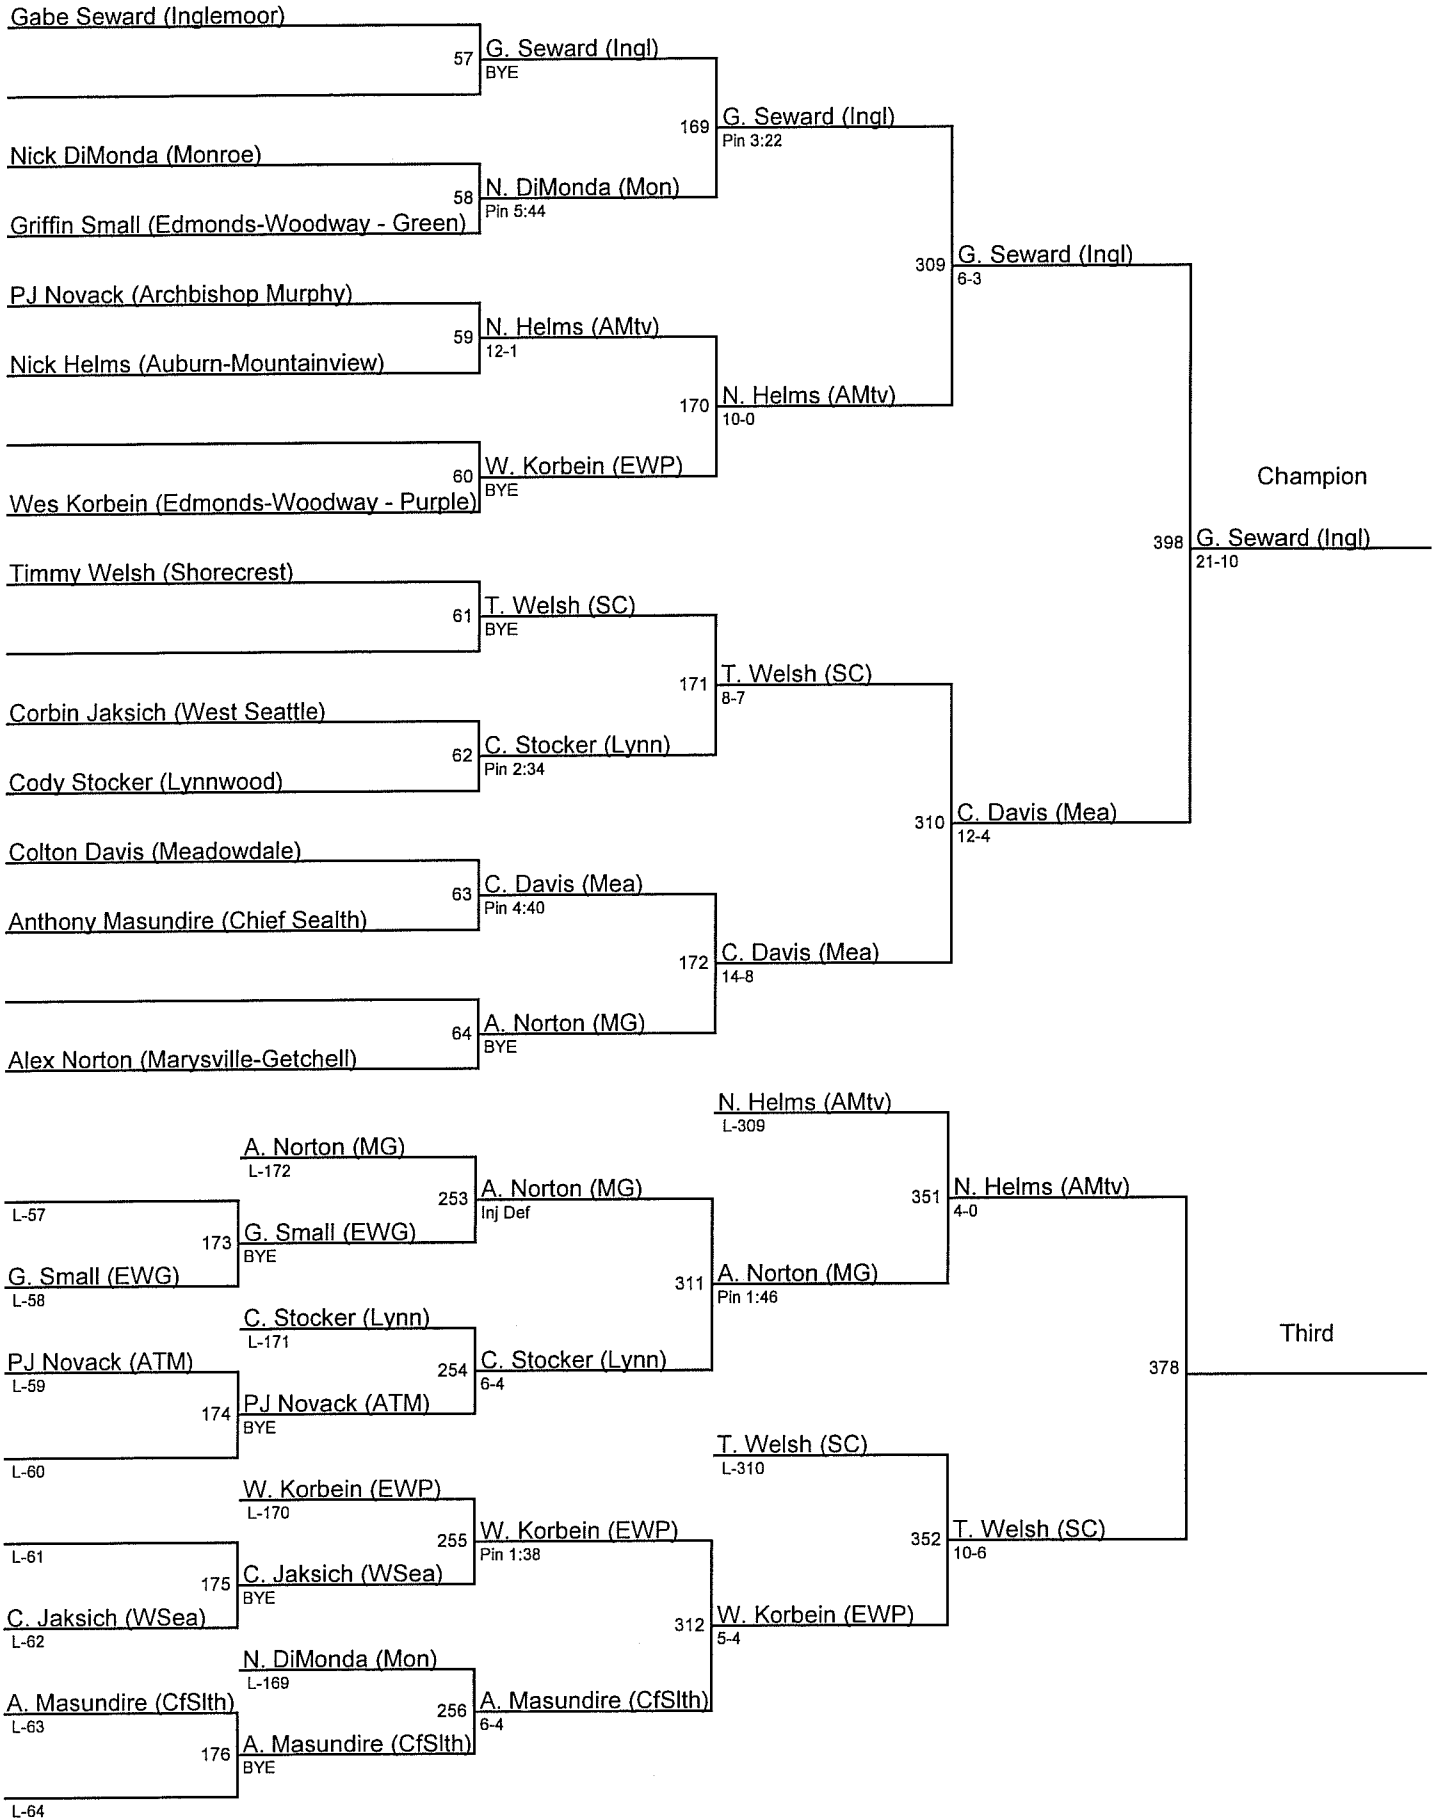 Gabe Seward (Inglemoor)
57 G. Seward (Ingl)
BYE
169 G. Seward (Ingl)
Pin 3:22
Nick DiMonda (Monroe)
58 N. DiMonda (Mon)
Pin 5:44
Griffin Small (Edmonds-Woodway - Green)
309 G. Seward (Ingl)
6-3
PJ Novack (Archbishop Murphy)
59 N. Helms (AMtv)
12-1
Nick Helms (Auburn-Mountainview)
170 N. Helms (AMtv)
10-0
60 W. Korbein (EWP)
BYE
Wes Korbein (Edmonds-Woodway - Purple)
Champion
398 G. Seward (Ingl)
21-10
Timmy Welsh (Shorecrest)
61 T. Welsh (SC)
BYE
171 T. Welsh (SC)
8-7
Corbin Jaksich (West Seattle)
62 C. Stocker (Lynn)
Pin 2:34
Cody Stocker (Lynnwood)
310 C. Davis (Mea)
12-4
Colton Davis (Meadowdale)
63 C. Davis (Mea)
Pin 4:40
Anthony Masundire (Chief Sealth)
172 C. Davis (Mea)
14-8
64 A. Norton (MG)
BYE
Alex Norton (Marysville-Getchell)
N. Helms (AMtv)
L-309
A. Norton (MG)
L-172
253 A. Norton (MG)
Inj Def
351 N. Helms (AMtv)
4-0
L-57
173 G. Small (EWG)
BYE
G. Small (EWG)
L-58
311 A. Norton (MG)
Pin 1:46
C. Stocker (Lynn)
L-171
Third
PJ Novack (ATM)
L-59
254 C. Stocker (Lynn)
6-4
378
174 PJ Novack (ATM)
BYE
L-60
T. Welsh (SC)
L-310
W. Korbein (EWP)
L-170
255 W. Korbein (EWP)
Pin 1:38
352 T. Welsh (SC)
10-6
L-61
175 C. Jaksich (WSea)
BYE
C. Jaksich (WSea)
L-62
312 W. Korbein (EWP)
5-4
N. DiMonda (Mon)
L-169
A. Masundire (CfSlth)
L-63
256 A. Masundire (CfSlth)
6-4
176 A. Masundire (CfSlth)
BYE
L-64